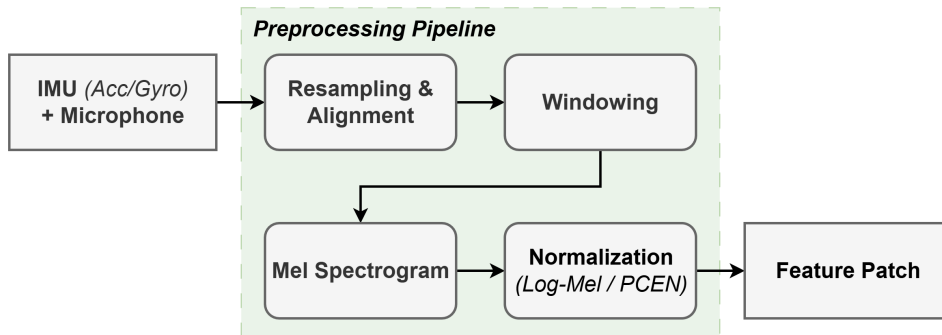 Preprocessing Pipeline
IMU (Acc/Gyro)
+ Microphone
Resampling &
Alignment
Windowing
Mel Spectrogram
Normalization
(Log-Mel / PCEN)
Feature Patch